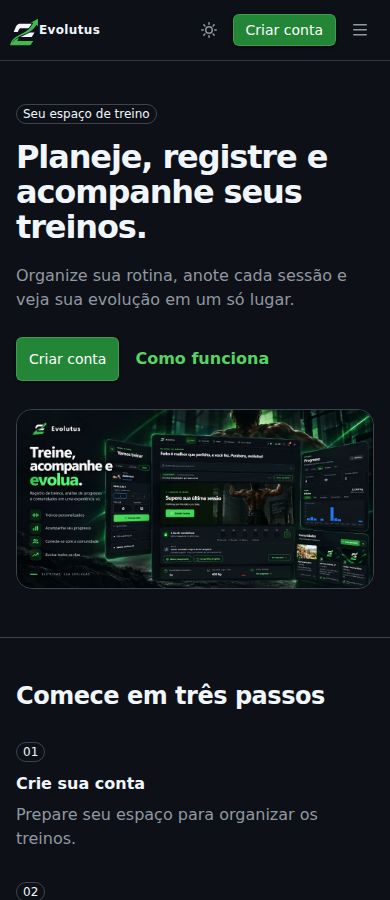 Evolutus
Criar conta
Seu espaço de treino
Planeje, registre e
acompanhe seus
treinos.
Organize sua rotina, anote cada sessão e
veja sua evolução em um só lugar.
Criar conta
Como funciona
Evolutus
Treine,
acompanhe e
evolua.
Supere sua última sessão
Comece em três passos
01
Crie sua conta
Prepare seu espaço para organizar os
treinos.
02